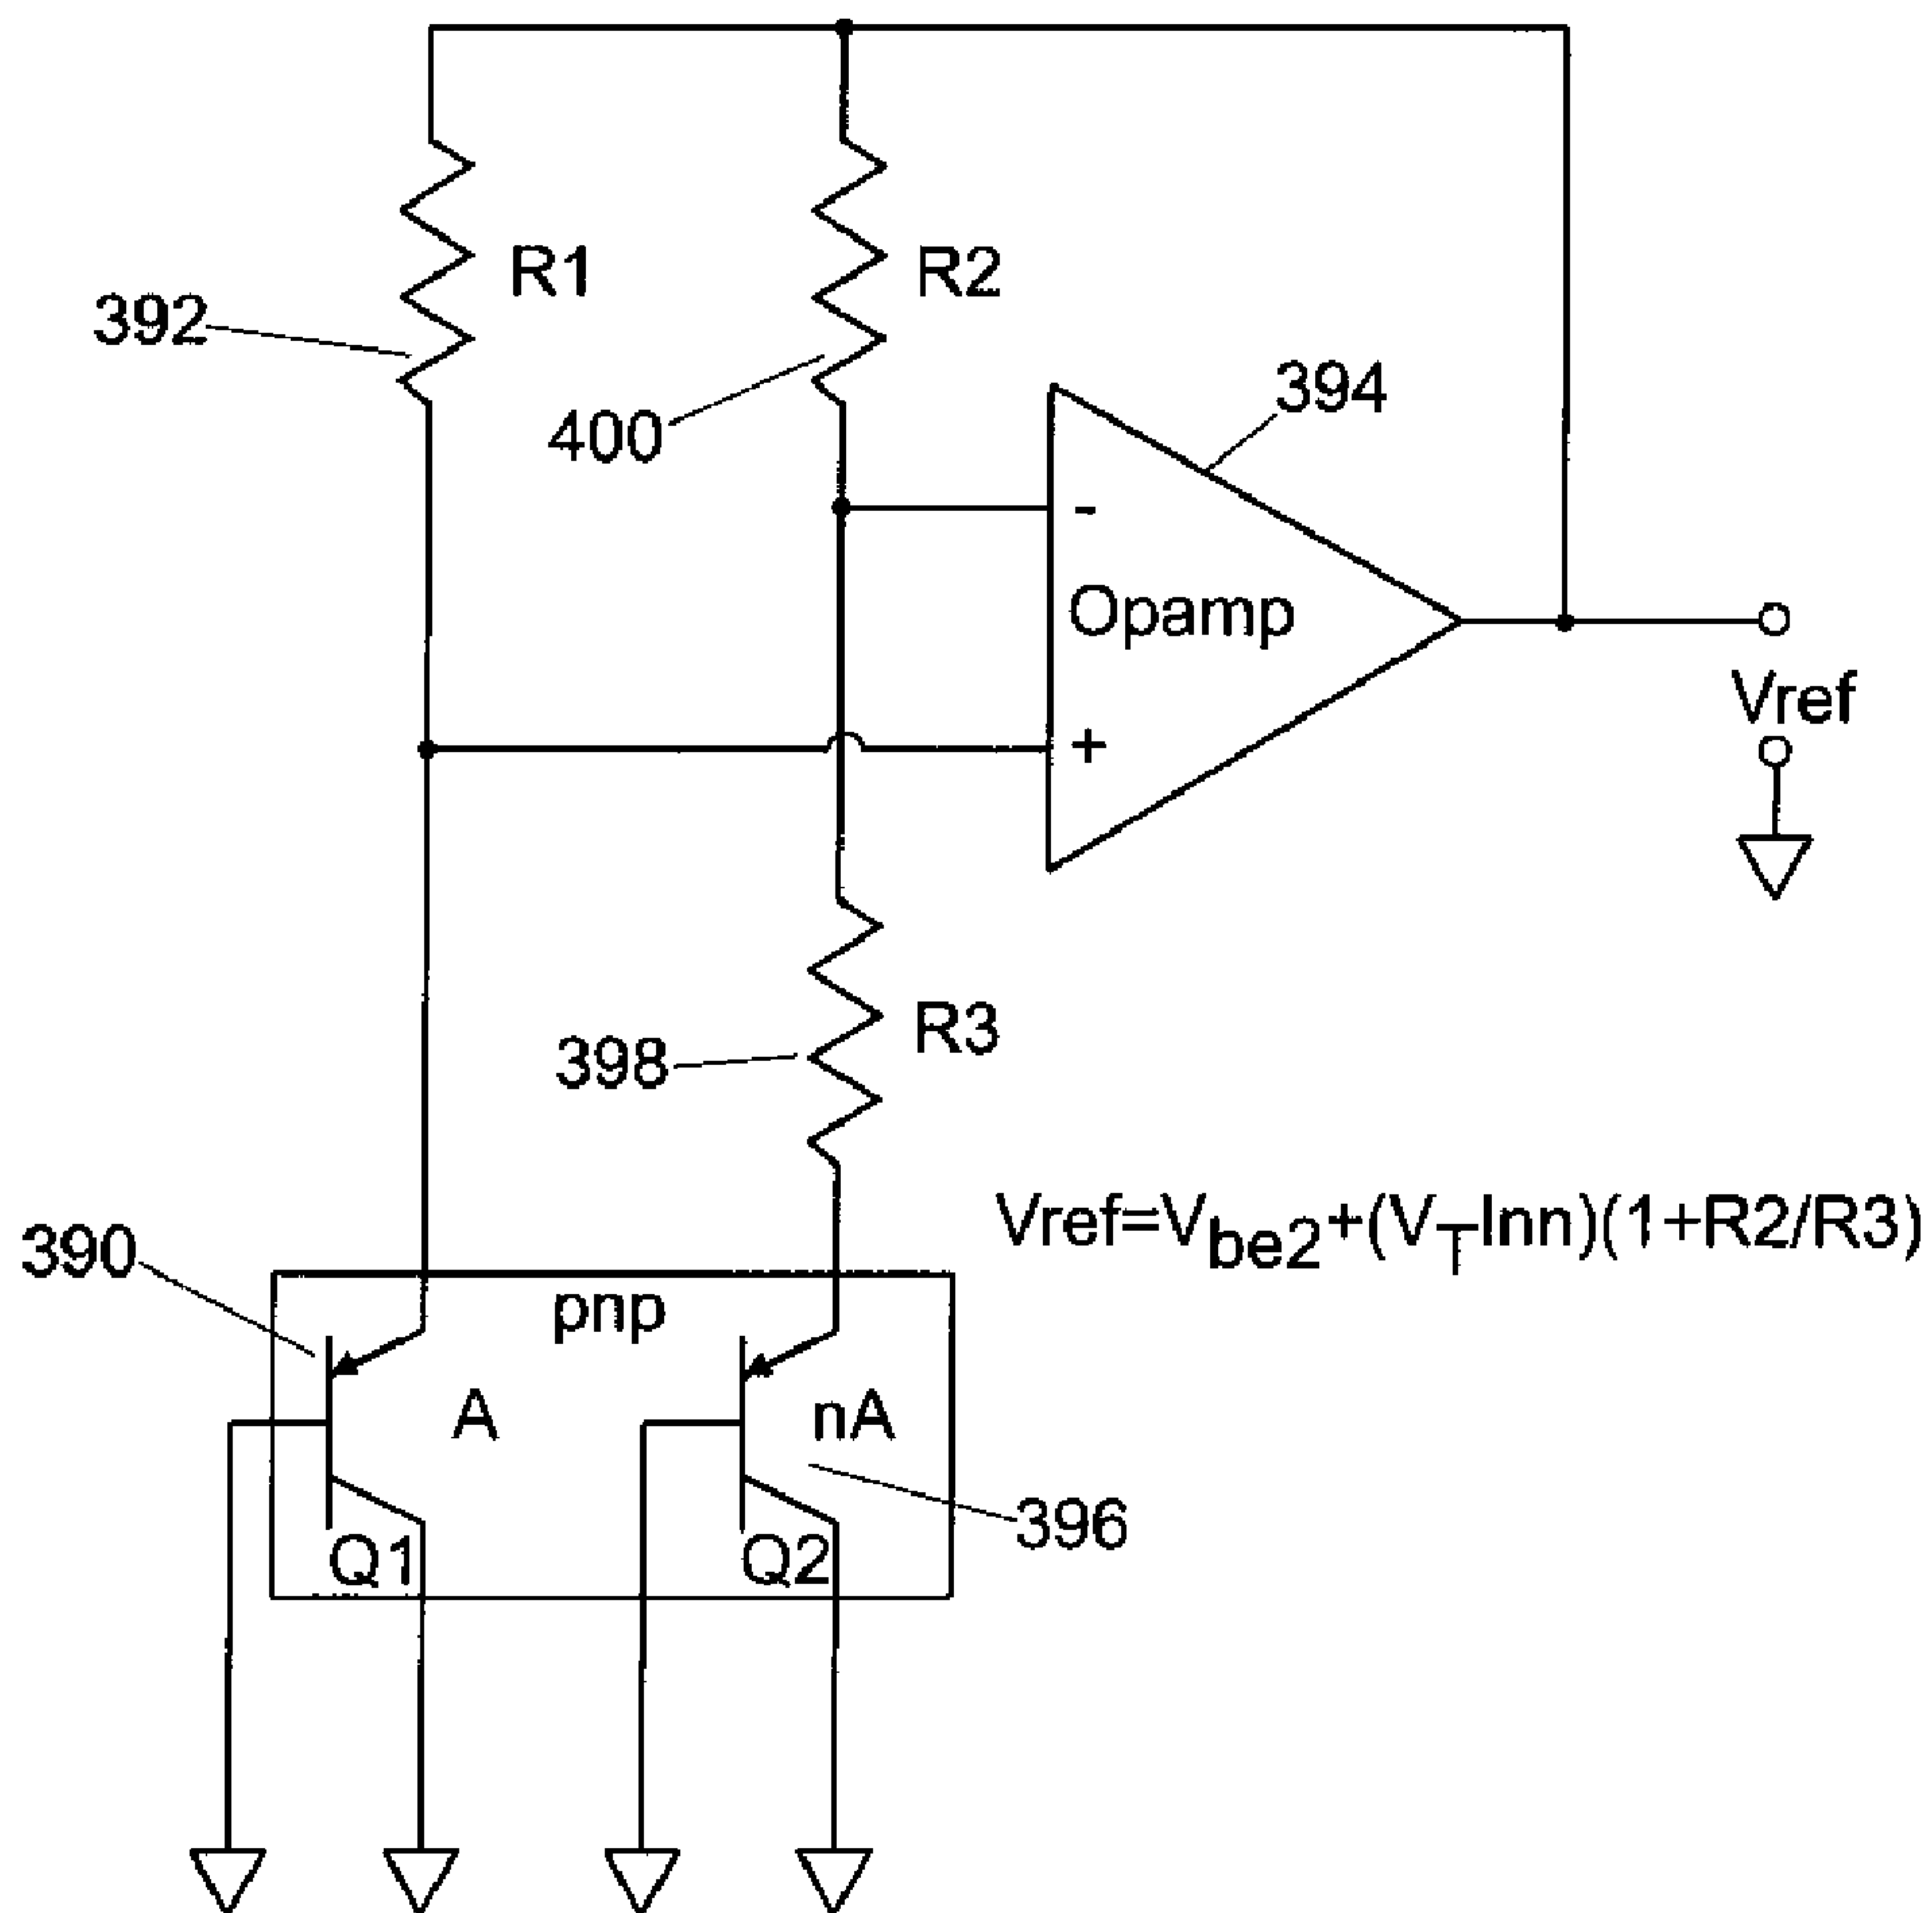 R1
R2
392
394
400
-
Opamp
+
Vref
R3
398
Vref=Vbe2+(VTlnn)(1+R2/R3)
390
pnp
A
nA
396
Q1
Q2